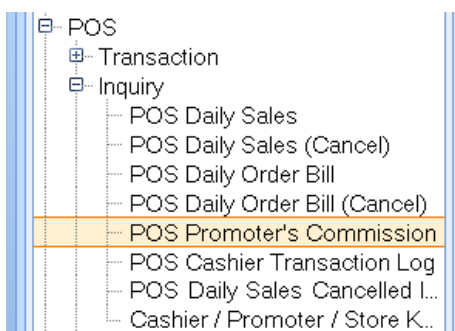 POS
Transaction
Inquiry
POS Daily Sales
POS Daily Sales (Cancel)
POS Daily Order Bill
POS Daily Order Bill (Cancel)
POS Promoter's Commission
POS Cashier Transaction Log
POS Daily Sales Cancelled I...
Cashier / Promoter / Store K...